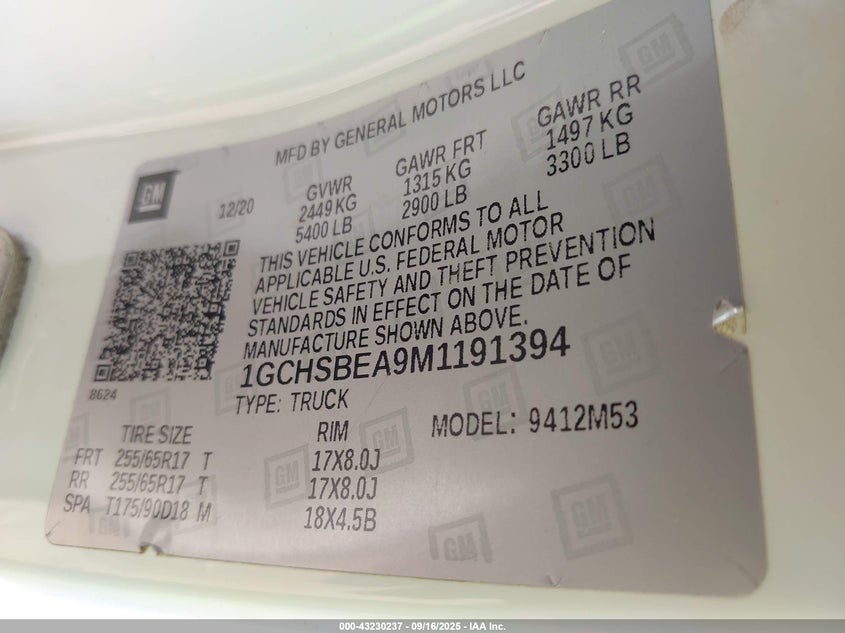 MFD BY GENERAL MOTORS LLC
GM
12/20
GVWR
2449 KG
5400 LB
GAWR FRT
1315 KG
2900 LB
GAWR RR
1497 KG
3300 LB
THIS VEHICLE CONFORMS TO ALL
APPLICABLE U.S. FEDERAL MOTOR
VEHICLE SAFETY AND THEFT PREVENTION
STANDARDS IN EFFECT ON THE DATE OF
MANUFACTURE SHOWN ABOVE.
1GCHSBEA9M1191394
8624
TYPE: TRUCK
MODEL: 9412M53
TIRE SIZE RIM
FRT 255/65R17 T 17X8.0J
RR 255/65R17 T 17X8.0J
SPA T175/90D18 M 18X4.5B
000-43230237 - 09/16/2025 - IAA Inc.